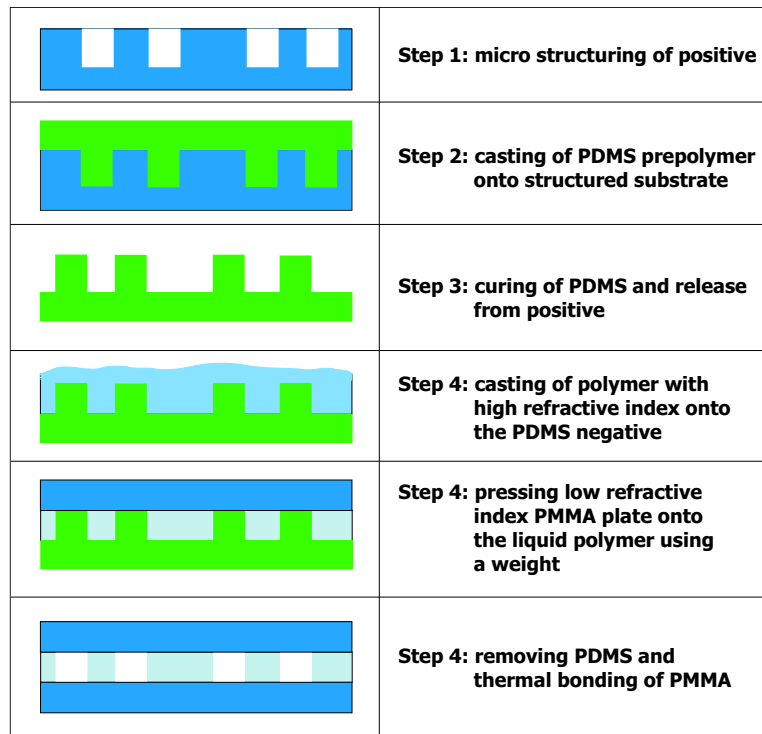 Step 1: micro structuring of positive
Step 2: casting of PDMS prepolymer
onto structured substrate
Step 3: curing of PDMS and release
from positive
Step 4: casting of polymer with
high refractive index onto
the PDMS negative
Step 4: pressing low refractive
index PMMA plate onto
the liquid polymer using
a weight
Step 4: removing PDMS and
thermal bonding of PMMA